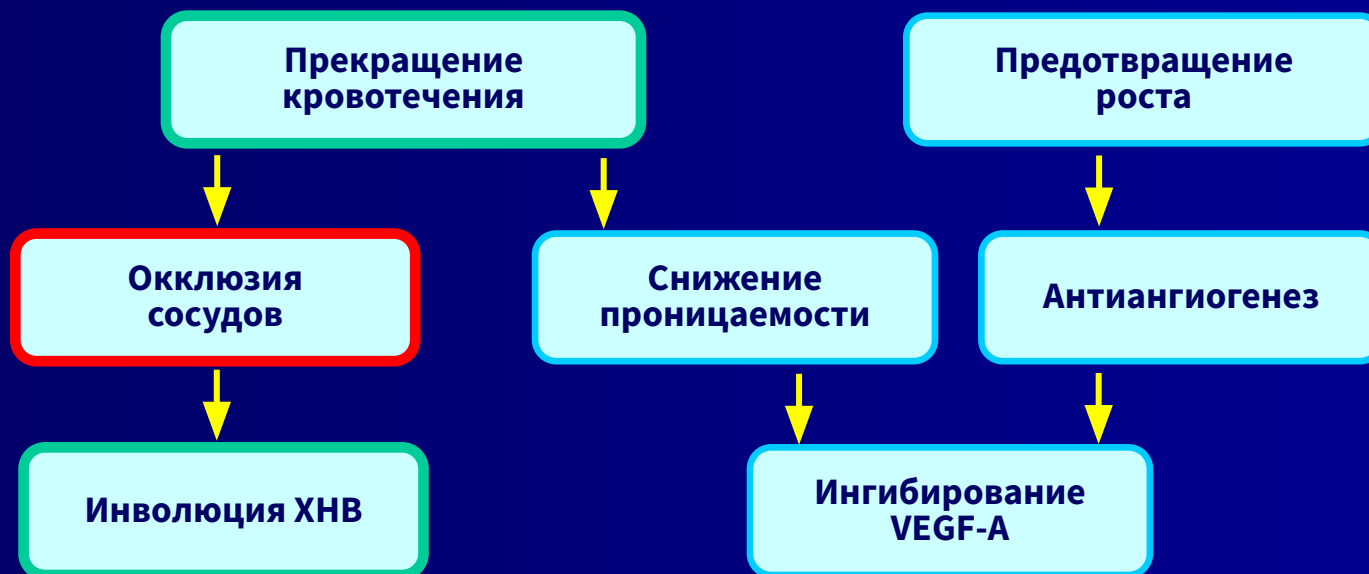 Прекращение
кровотечения
Предотвращение
роста
Окклюзия
сосудов
Снижение
проницаемости
Антиангиогенез
Инволюция ХНВ
Ингибирование
VEGF-A